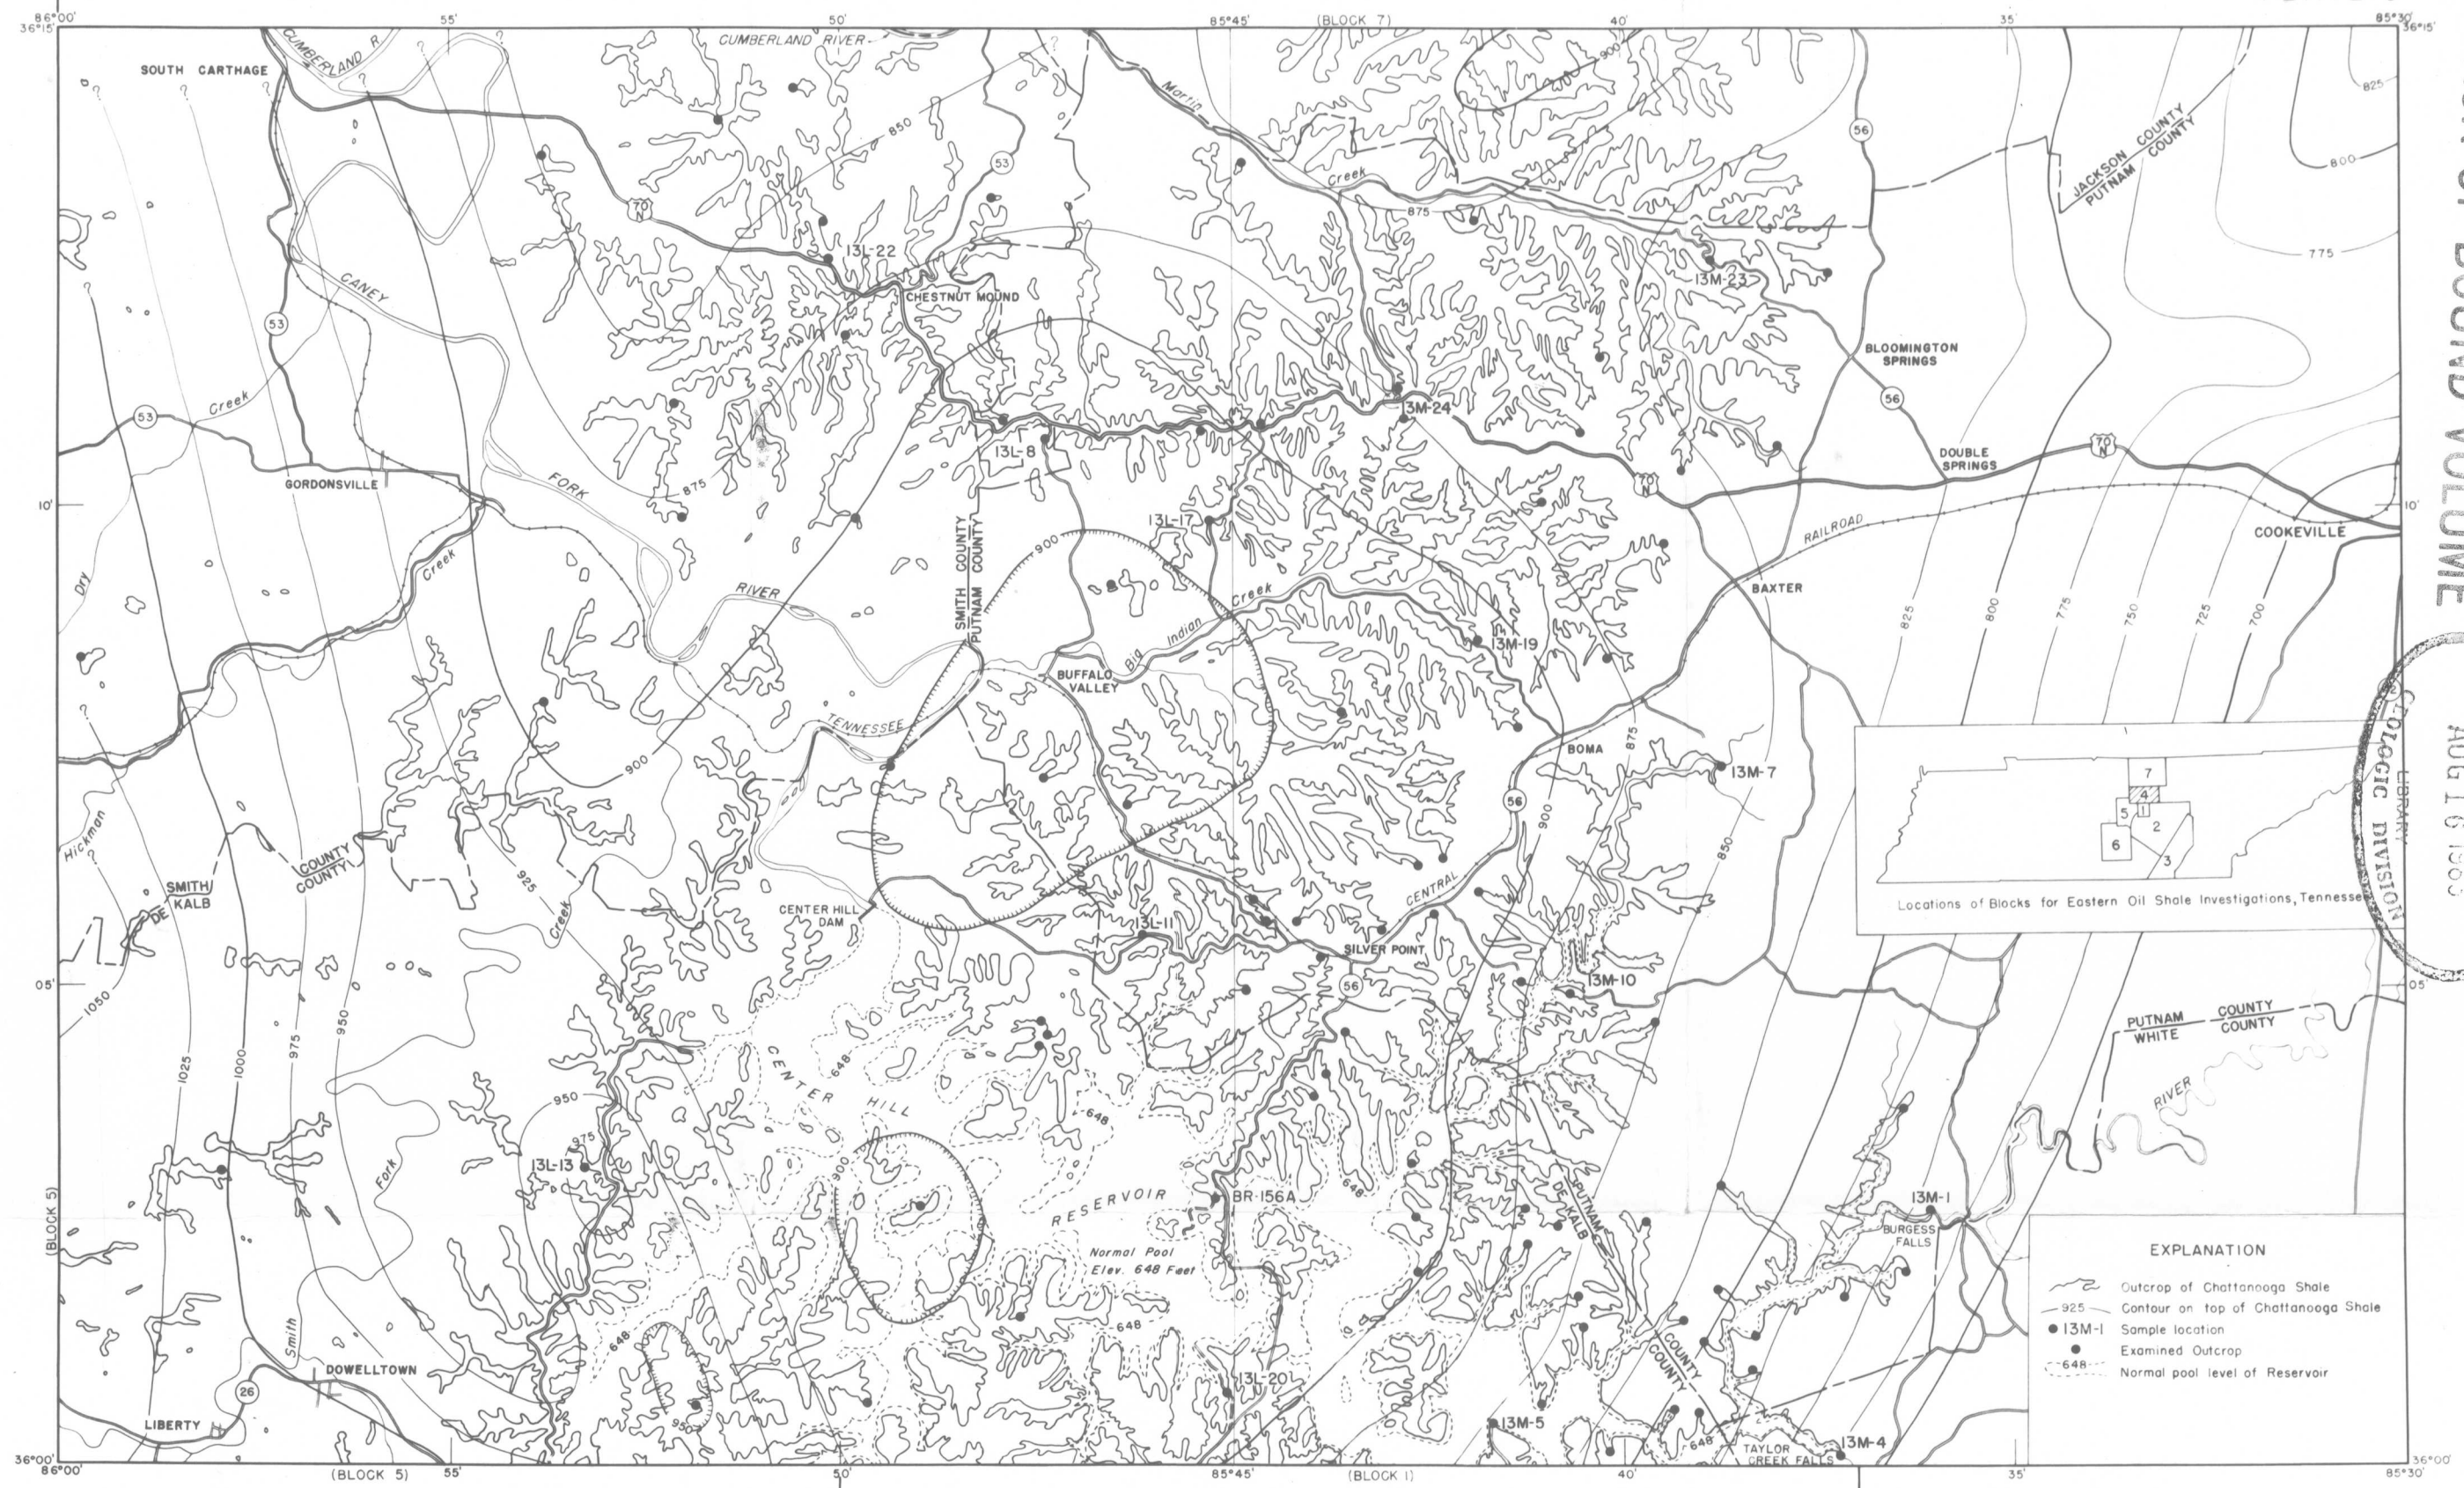 86°00'
55'
50'
85°45'
(BLOCK 7)
40'
35'
85°30'
36°15'
36°15'
CUMBERLAND R
CUMBERLAND RIVER
SOUTH CARTHAGE
?
?
?
?
?
?
?
900
825
Martin
850
53
56
JACKSON COUNTY
PUTNAM COUNTY
800
Creek
70
N
875
13L-22
775
CANEY
13M-23
CHESTNUT MOUND
53
BLOOMINGTON
SPRINGS
56
53
Creek
3M-24
13L-8
70
N
DOUBLE
SPRINGS
GORDONSVILLE
FORK
875
70
N
10'
10'
13L-17
SMITH COUNTY
PUTNAM COUNTY
RAILROAD
COOKEVILLE
900
Creek
Dry
RIVER
Creek
BAXTER
Indian
Big
825
800
775
750
725
700
13M-19
BUFFALO
VALLEY
?
TENNESSEE
BOMA
875
900
13M-7
56
900
850
7
4
5
1
2
6
3
Hickman
?
COUNTY
COUNTY
925
SMITH
DE KALB
Creek
CENTRAL
CENTER HILL
DAM
Locations of Blocks for Eastern Oil Shale Investigations, Tennessee
13L-11
SILVER POINT
13M-10
56
05'
05'
1050
PUTNAM COUNTY
WHITE COUNTY
1025
1000
975
950
CENTER HILL
648
RIVER
950
648
975
13L-13
Fork
900
RESERVOIR
BR-156A
648
PUTNAM
DE KALB
13M-1
BURGESS
FALLS
(BLOCK 5)
Normal Pool
Elev. 648 Feet
EXPLANATION
Outcrop of Chattanooga Shale
925 Contour on top of Chattanooga Shale
13M-1 Sample location
Examined Outcrop
648 Normal pool level of Reservoir
Smith
648
648
COUNTY
COUNTY
DOWELLTOWN
26
13L-20
LIBERTY
950
13M-5
648
TAYLOR
CREEK FALLS
13M-4
36°00'
36°00'
86°00'
(BLOCK 5)
55'
50'
85°45'
(BLOCK 1)
40'
35'
85°30'
BOUND VOLUME
LIBRARY
DIVISION